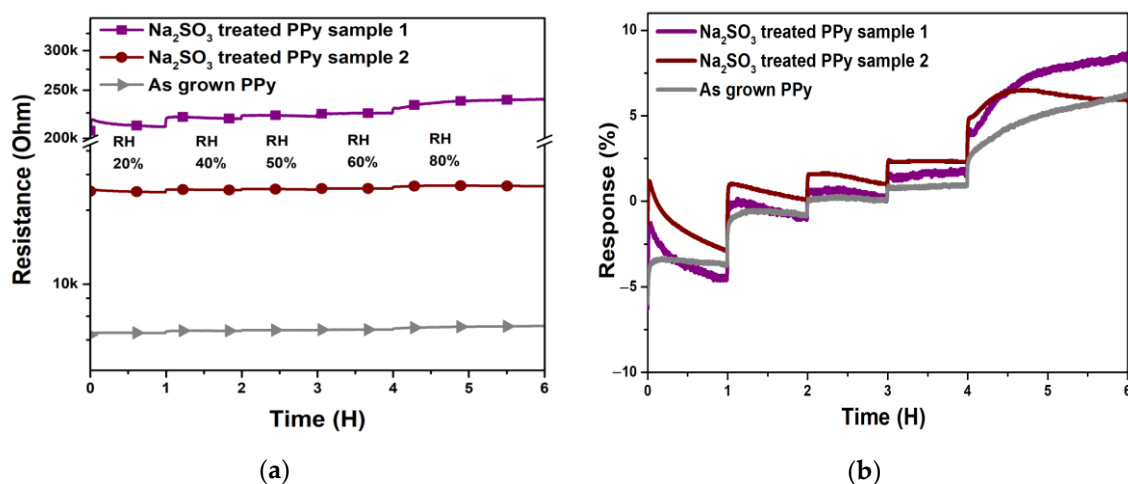 Na₂SO₃ treated PPy sample 1
Na₂SO₃ treated PPy sample 2
As grown PPy
300k
250k
200k
10k
Resistance (Ohm)
RH RH RH RH RH
20% 40% 50% 60% 80%
0 1 2 3 4 5 6
Time (H)
(a)
Na₂SO₃ treated PPy sample 1
Na₂SO₃ treated PPy sample 2
As grown PPy
10
5
0
−5
−10
Response (%)
0 1 2 3 4 5 6
Time (H)
(b)